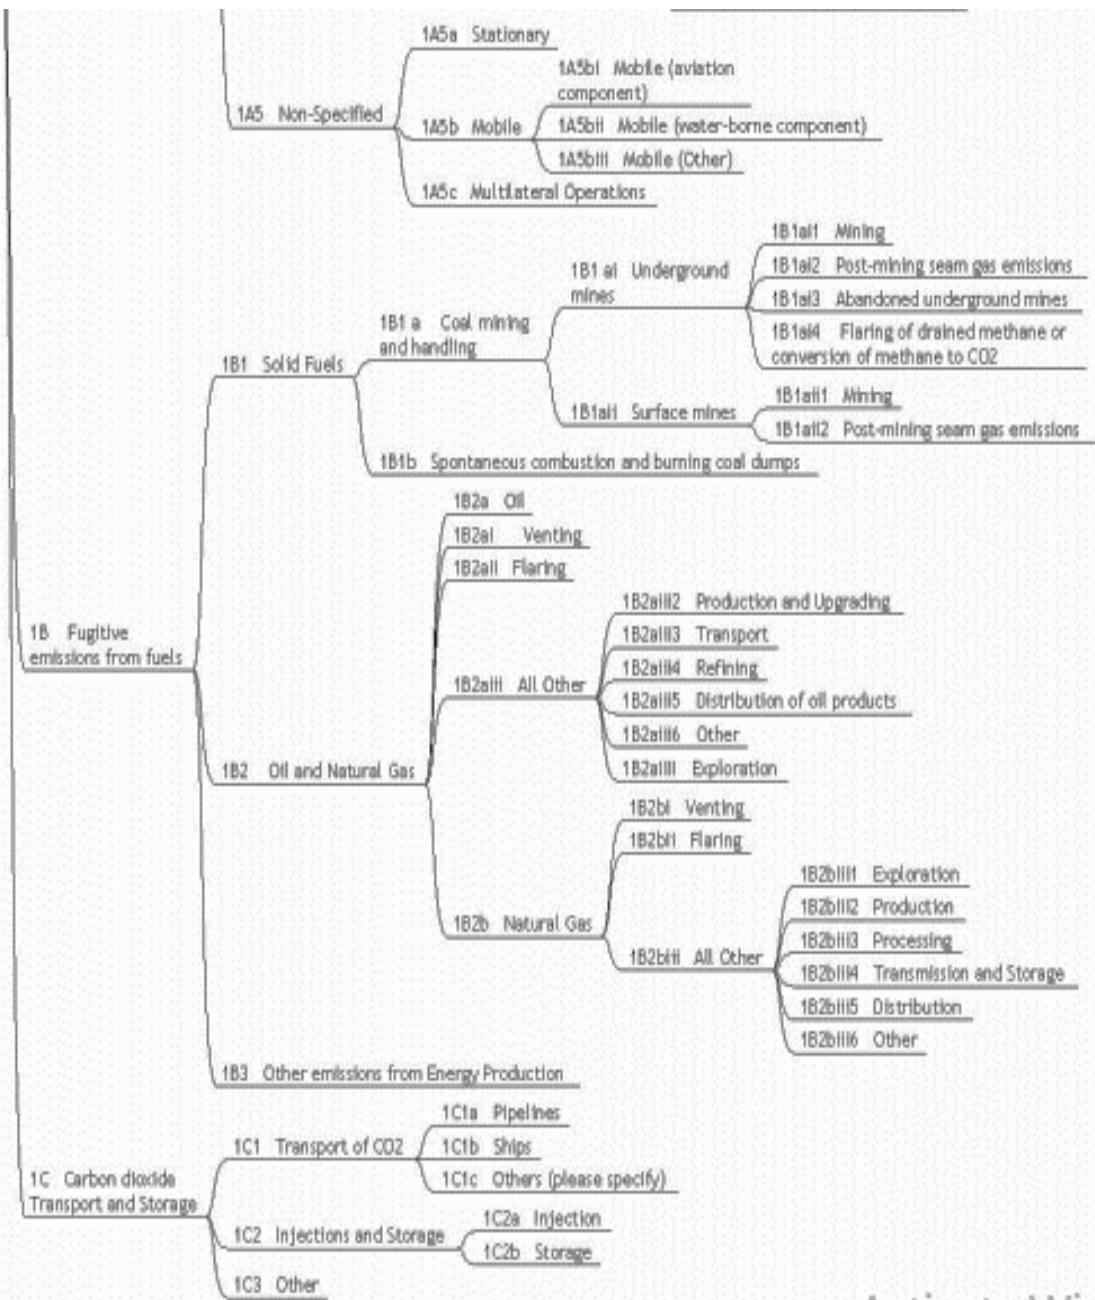 1A5a Stationary
1A5bi Mobile (aviation
component)
1A5 Non-Specified
1A5b Mobile
1A5bii Mobile (water-borne component)
1A5biii Mobile (Other)
1A5c Multilateral Operations
1B1ai1 Mining
1B1 ai Underground
mines
1B1ai2 Post-mining seam gas emissions
1B1ai3 Abandoned underground mines
1B1 a Coal mining
and handling
1B1ai4 Flaring of drained methane or
conversion of methane to CO2
1B1 Solid Fuels
1B1aii Surface mines
1B1aii1 Mining
1B1aii2 Post-mining seam gas emissions
1B1b Spontaneous combustion and burning coal dumps
1B2a Oil
1B2ai Venting
1B2aii Flaring
1B2aiii2 Production and Upgrading
1B Fugitive
emissions from fuels
1B2aiii3 Transport
1B2aiii4 Refining
1B2aiii All Other
1B2aiii5 Distribution of oil products
1B2aiii6 Other
1B2 Oil and Natural Gas
1B2aiii Exploration
1B2bi Venting
1B2bii Flaring
1B2biii1 Exploration
1B2biii2 Production
1B2b Natural Gas
1B2biii3 Processing
1B2biii All Other
1B2biii4 Transmission and Storage
1B2biii5 Distribution
1B2biii6 Other
1B3 Other emissions from Energy Production
1C1a Pipelines
1C1 Transport of CO2
1C1b Ships
1C Carbon dioxide
Transport and Storage
1C1c Others (please specify)
1C2 Injections and Storage
1C2a Injection
1C2b Storage
1C3 Other